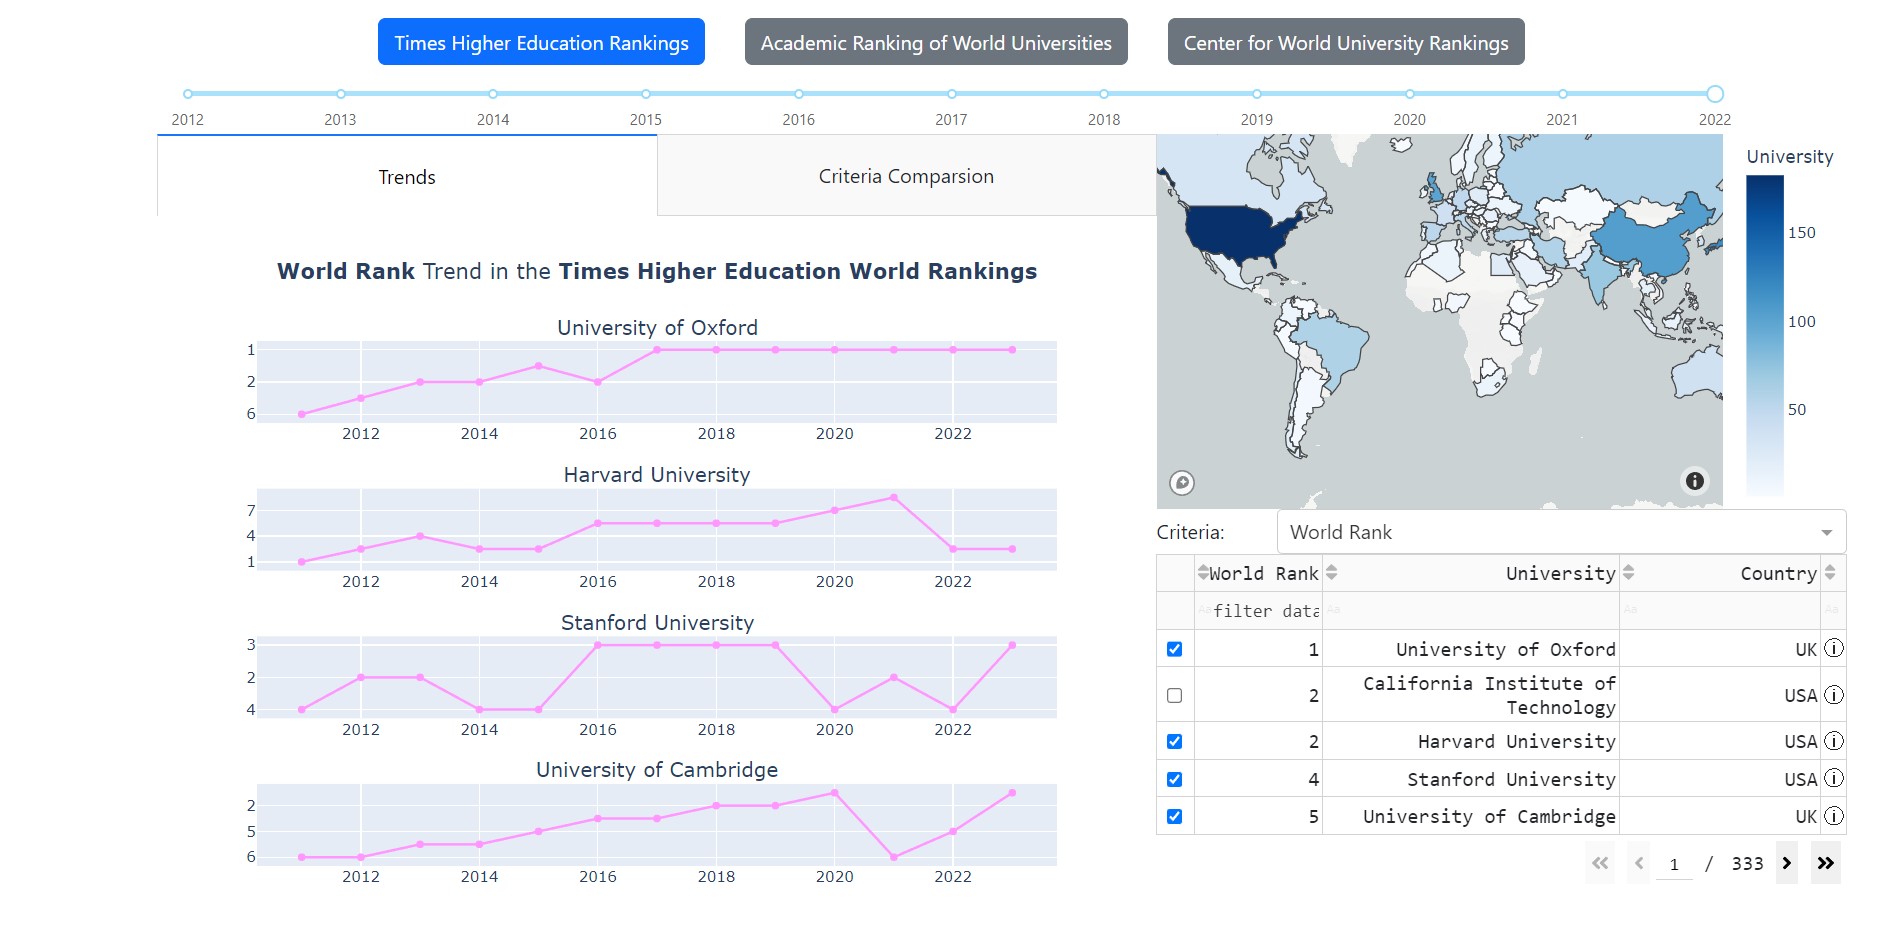 Times Higher Education Rankings
Academic Ranking of World Universities
Center for World University Rankings
2012 2013 2014 2015 2016 2017 2018 2019 2020 2021 2022
Trends
Criteria Comparsion
World Rank Trend in the Times Higher Education World Rankings
University of Oxford
1
2
6
2012 2014 2016 2018 2020 2022
Harvard University
7
4
1
2012 2014 2016 2018 2020 2022
Stanford University
3
2
4
2012 2014 2016 2018 2020 2022
University of Cambridge
2
5
6
2012 2014 2016 2018 2020 2022
University
150
100
50
Criteria:
World Rank
World Rank University Country
Aa filter data Aa Aa Aa
1 University of Oxford UK
2 California Institute of
Technology USA
2 Harvard University USA
4 Stanford University USA
5 University of Cambridge UK
1 / 333